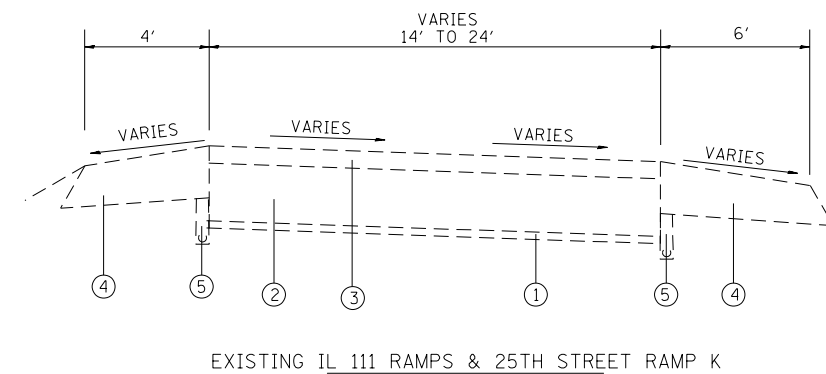 VARIES
4' 14' TO 24' 6'
VARIES VARIES VARIES VARIES
4 5 2 3 1 5 4
EXISTING IL 111 RAMPS & 25TH STREET RAMP K